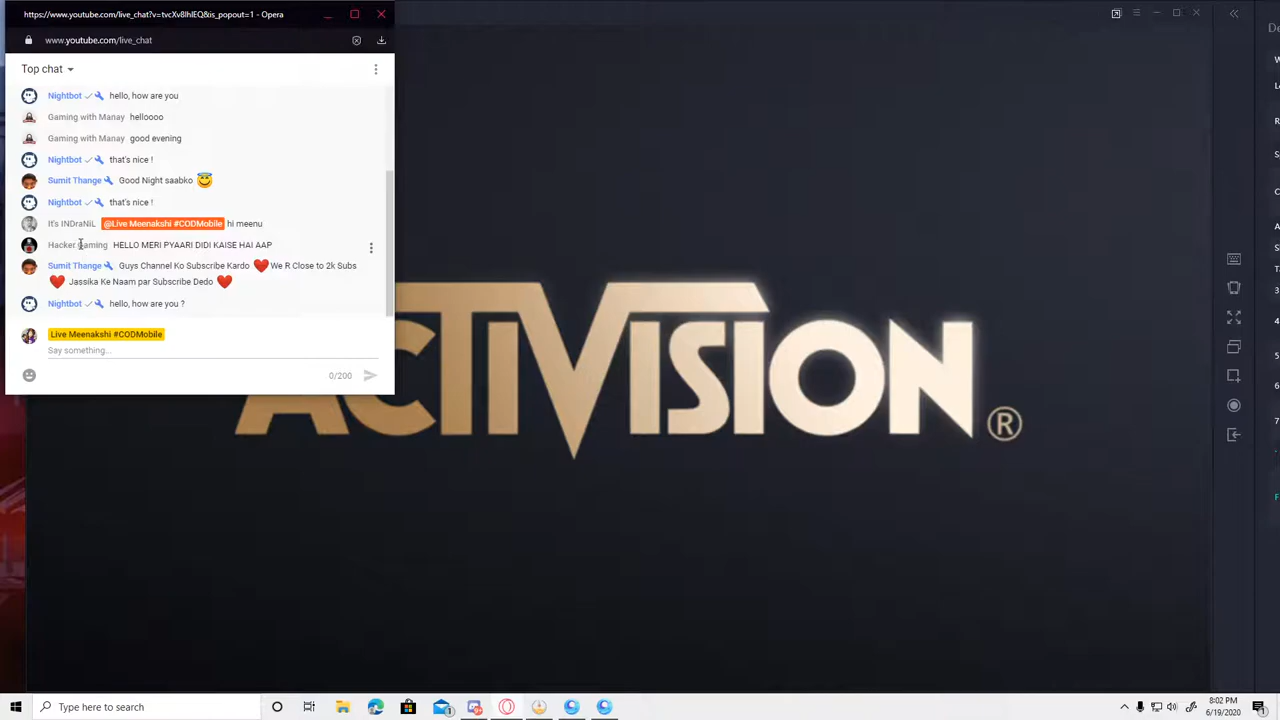 https://www.youtube.com/live_chat?v=tvcXv8IhlEQ&is_popout=1 - Opera
www.youtube.com/live_chat
Top chat
Nightbot hello, how are you
Gaming with Manay helloooo
Gaming with Manay good evening
Nightbot that's nice !
Sumit Thange Good Night saabko
Nightbot that's nice !
It's INDraNiL @Live Meenakshi #CODMobile hi meenu
Hacker Gaming HELLO MERI PYAARI DIDI KAISE HAI AAP
Sumit Thange Guys Channel Ko Subscribe Kardo We R Close to 2k Subs
Jassika Ke Naam par Subscribe Dedo
Nightbot hello, how are you ?
Live Meenakshi #CODMobile
Say something...
0/200
ACTIVISION
®
Type here to search
8:02 PM
6/19/2020